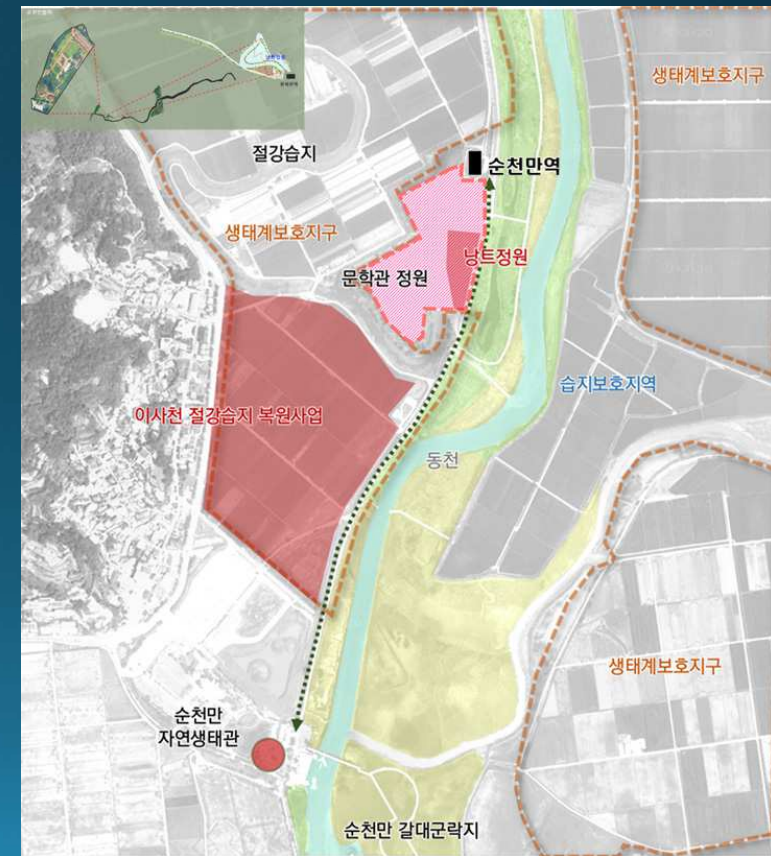 생태계보호지구
절강습지
순천만역
생태계보호지구
낭트정원
문학관 정원
습지보호지역
이사천 절강습지 복원사업
동천
생태계보호지구
순천만
자연생태관
순천만 갈대군락지